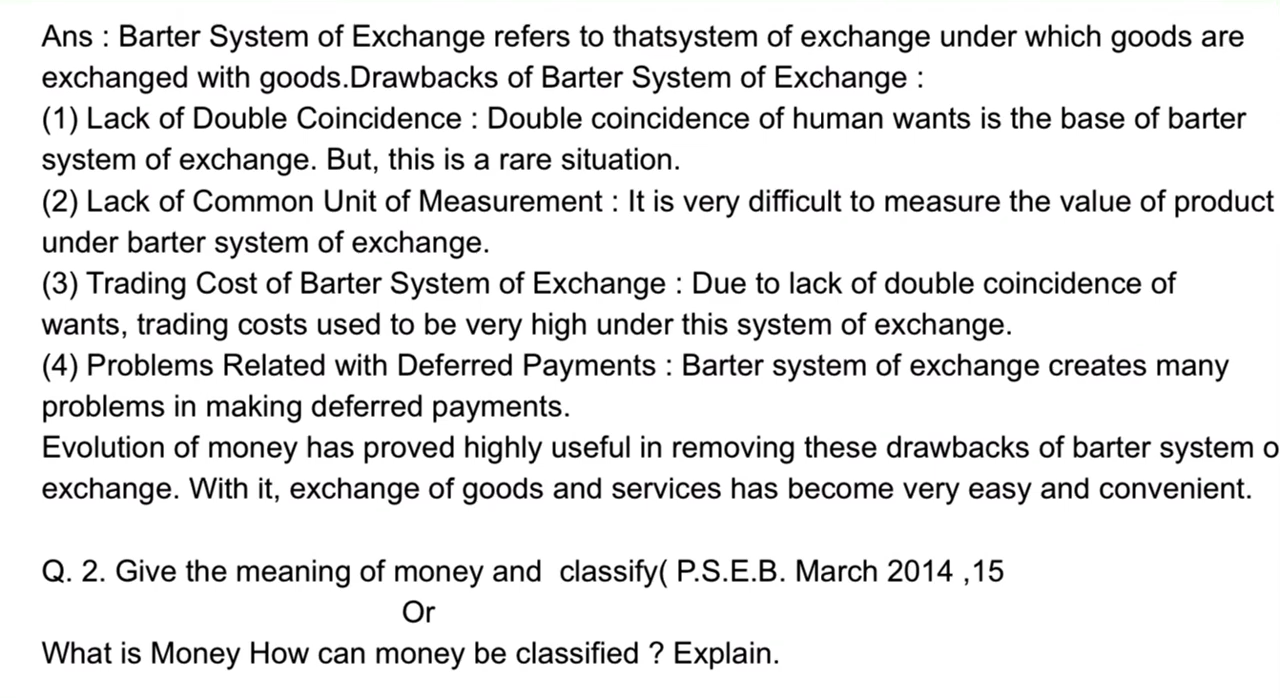 Ans : Barter System of Exchange refers to thatsystem of exchange under which goods are
exchanged with goods.Drawbacks of Barter System of Exchange :
(1) Lack of Double Coincidence : Double coincidence of human wants is the base of barter
system of exchange. But, this is a rare situation.
(2) Lack of Common Unit of Measurement : It is very difficult to measure the value of product
under barter system of exchange.
(3) Trading Cost of Barter System of Exchange : Due to lack of double coincidence of
wants, trading costs used to be very high under this system of exchange.
(4) Problems Related with Deferred Payments : Barter system of exchange creates many
problems in making deferred payments.
Evolution of money has proved highly useful in removing these drawbacks of barter system o
exchange. With it, exchange of goods and services has become very easy and convenient.
Q. 2. Give the meaning of money and  classify( P.S.E.B. March 2014 ,15
Or
What is Money How can money be classified ? Explain.